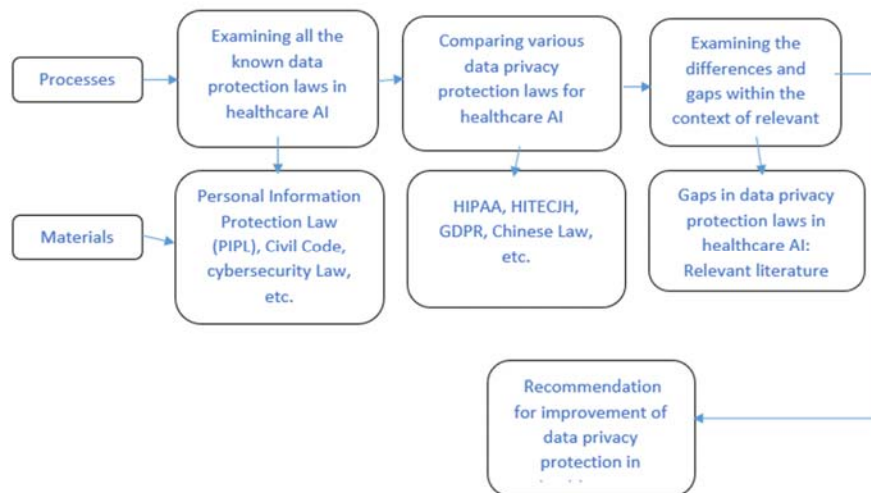 Processes
Examining all the
known data
protection laws in
healthcare AI
Comparing various
data privacy
protection laws for
healthcare AI
Examining the
differences and
gaps within the
context of relevant
Materials
Personal Information
Protection Law
(PIPL), Civil Code,
cybersecurity Law,
etc.
HIPAA, HITECJH,
GDPR, Chinese Law,
etc.
Gaps in data privacy
protection laws in
healthcare AI:
Relevant literature
Recommendation
for improvement of
data privacy
protection in